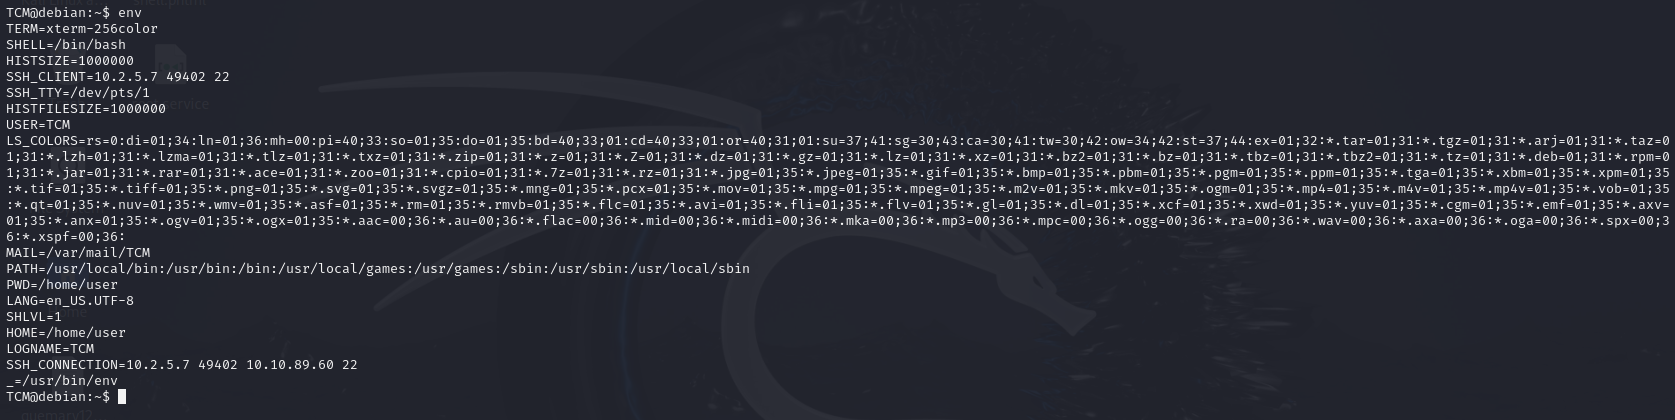 TCM@debian:~$ env
TERM=xterm-256color
SHELL=/bin/bash
HISTSIZE=1000000
SSH_CLIENT=10.2.5.7 49402 22
SSH_TTY=/dev/pts/1
HISTFILESIZE=1000000
USER=TCM
LS_COLORS=rs=0:di=01;34:ln=01;36:mh=00:pi=40;33:so=01;35:do=01;35:bd=40;33;01:cd=40;33;01:or=40;31;01:su=37;41:sg=30;43:ca=30;41:tw=30;42:ow=34;42:st=37;44:ex=01;32:*.tar=01;31:*.tgz=01;31:*.arj=01;31:*.taz=0
1;31:*.lzh=01;31:*.lzma=01;31:*.tlz=01;31:*.txz=01;31:*.zip=01;31:*.z=01;31:*.Z=01;31:*.dz=01;31:*.gz=01;31:*.lz=01;31:*.xz=01;31:*.bz2=01;31:*.bz=01;31:*.tbz=01;31:*.tbz2=01;31:*.tz=01;31:*.deb=01;31:*.rpm=0
1;31:*.jar=01;31:*.rar=01;31:*.ace=01;31:*.zoo=01;31:*.cpio=01;31:*.7z=01;31:*.rz=01;31:*.jpg=01;35:*.jpeg=01;35:*.gif=01;35:*.bmp=01;35:*.pbm=01;35:*.pgm=01;35:*.ppm=01;35:*.tga=01;35:*.xbm=01;35:*.xpm=01;35
:*.tif=01;35:*.tiff=01;35:*.png=01;35:*.svg=01;35:*.svgz=01;35:*.mng=01;35:*.pcx=01;35:*.mov=01;35:*.mpg=01;35:*.mpeg=01;35:*.m2v=01;35:*.mkv=01;35:*.ogm=01;35:*.mp4=01;35:*.m4v=01;35:*.mp4v=01;35:*.vob=01;35
:*.qt=01;35:*.nuv=01;35:*.wmv=01;35:*.asf=01;35:*.rm=01;35:*.rmvb=01;35:*.flc=01;35:*.avi=01;35:*.fli=01;35:*.flv=01;35:*.gl=01;35:*.dl=01;35:*.xcf=01;35:*.xwd=01;35:*.yuv=01;35:*.cgm=01;35:*.emf=01;35:*.axv=
01;35:*.anx=01;35:*.ogv=01;35:*.ogx=01;35:*.aac=00;36:*.au=00;36:*.flac=00;36:*.mid=00;36:*.midi=00;36:*.mka=00;36:*.mp3=00;36:*.mpc=00;36:*.ogg=00;36:*.ra=00;36:*.wav=00;36:*.axa=00;36:*.oga=00;36:*.spx=00;3
6:*.xspf=00;36:
MAIL=/var/mail/TCM
PATH=/usr/local/bin:/usr/bin:/bin:/usr/local/games:/usr/games:/sbin:/usr/sbin:/usr/local/sbin
PWD=/home/user
LANG=en_US.UTF-8
SHLVL=1
HOME=/home/user
LOGNAME=TCM
SSH_CONNECTION=10.2.5.7 49402 10.10.89.60 22
_=/usr/bin/env
TCM@debian:~$